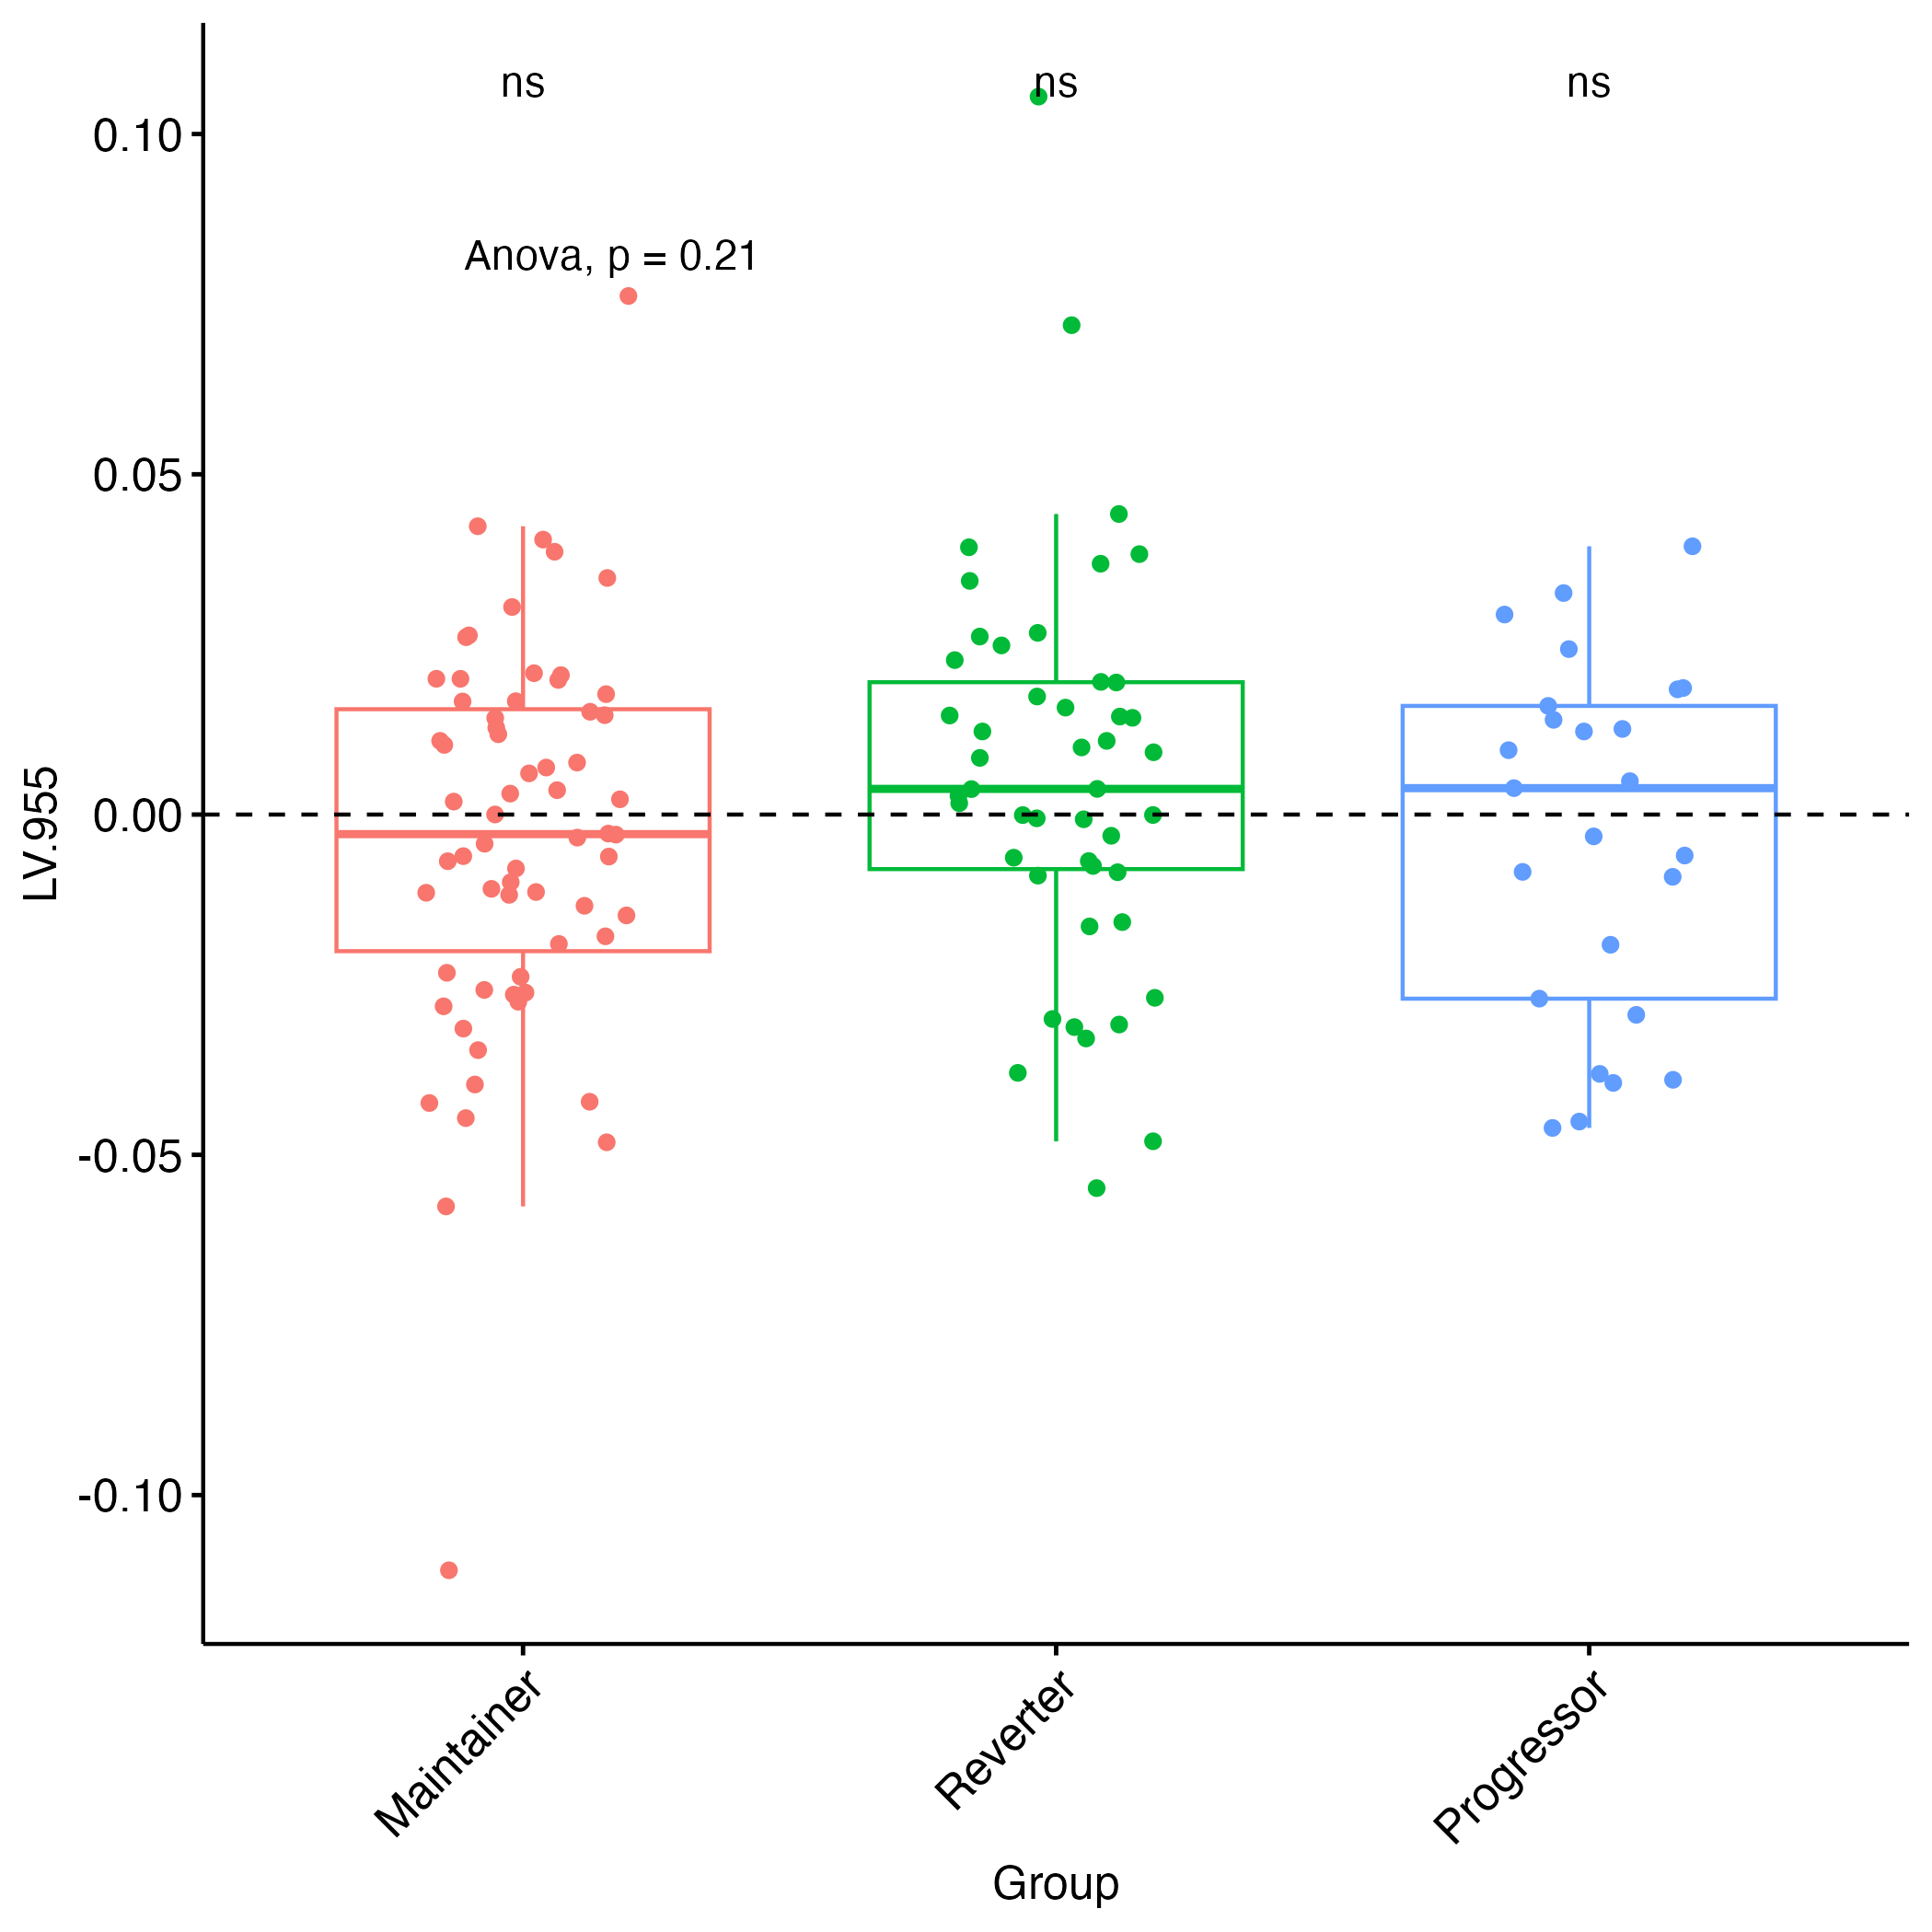 ns
ns
ns
Anova, p = 0.21
0.10
0.05
0.00
-0.05
-0.10
LV.955
Maintainer
Reverter
Progressor
Group